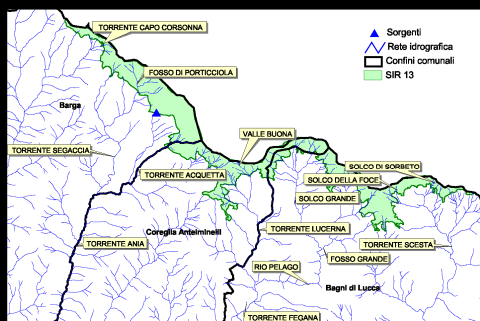 TORRENTE CAPO CORSONNA
Sorgenti
Rete idrografica
Confini comunali
SIR 13
FOSSO DI PORTICCIOLA
Barga
VALLE BUONA
TORRENTE SEGACCIA
SOLCO DI SORBETO
TORRENTE ACQUETTA
SOLCO DELLA FOCE
SOLCO GRANDE
Coreglia Antelminelli
TORRENTE LUCERNA
TORRENTE ANIA
TORRENTE SCESTA
FOSSO GRANDE
RIO PELAGO
Bagni di Lucca
TORRENTE FEGANA